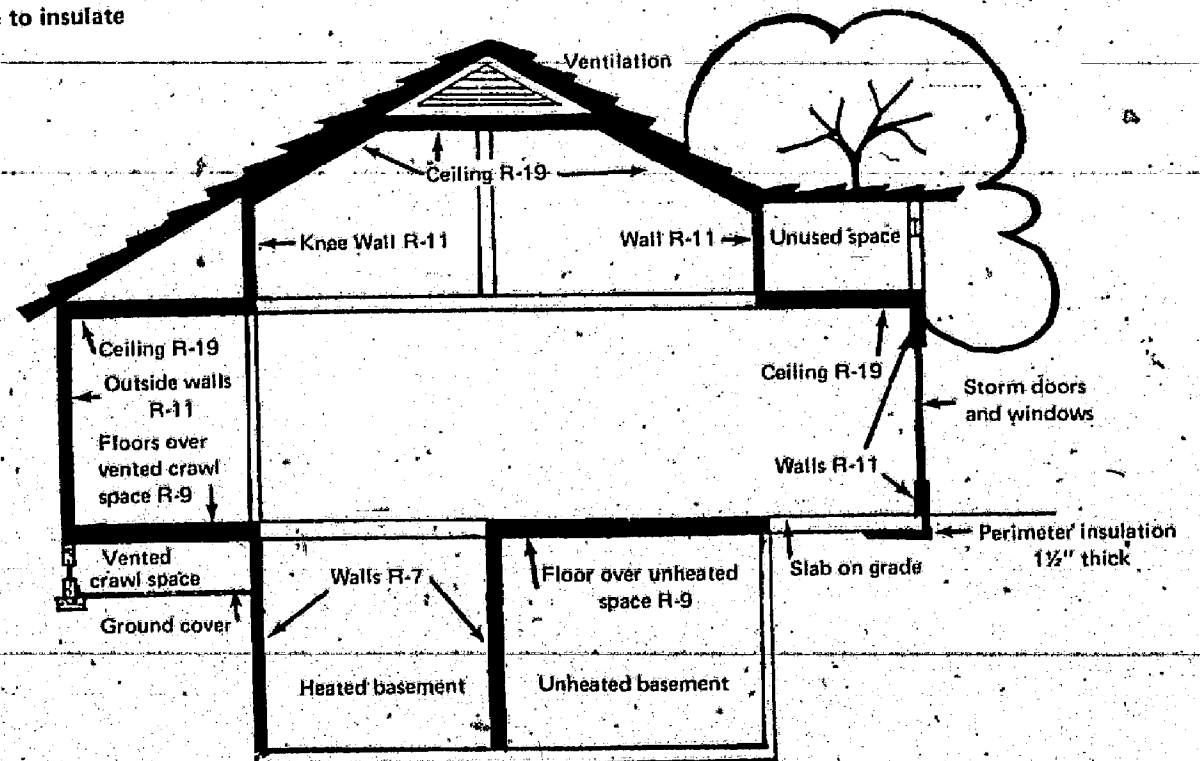 to insulate
Ventilation
Ceiling R-19
Knee Wall R-11
Wall R-11
Unused space
Ceiling R-19
Outside walls
R-11
Floors over
vented crawl
space R-9
Ceiling R-19
Storm doors
and windows
Walls R-11
Perimeter insulation
1½" thick
Slab on grade
Vented
crawl space
Ground cover
Walls R-7
Floor over unheated
space R-9
Heated basement
Unheated basement